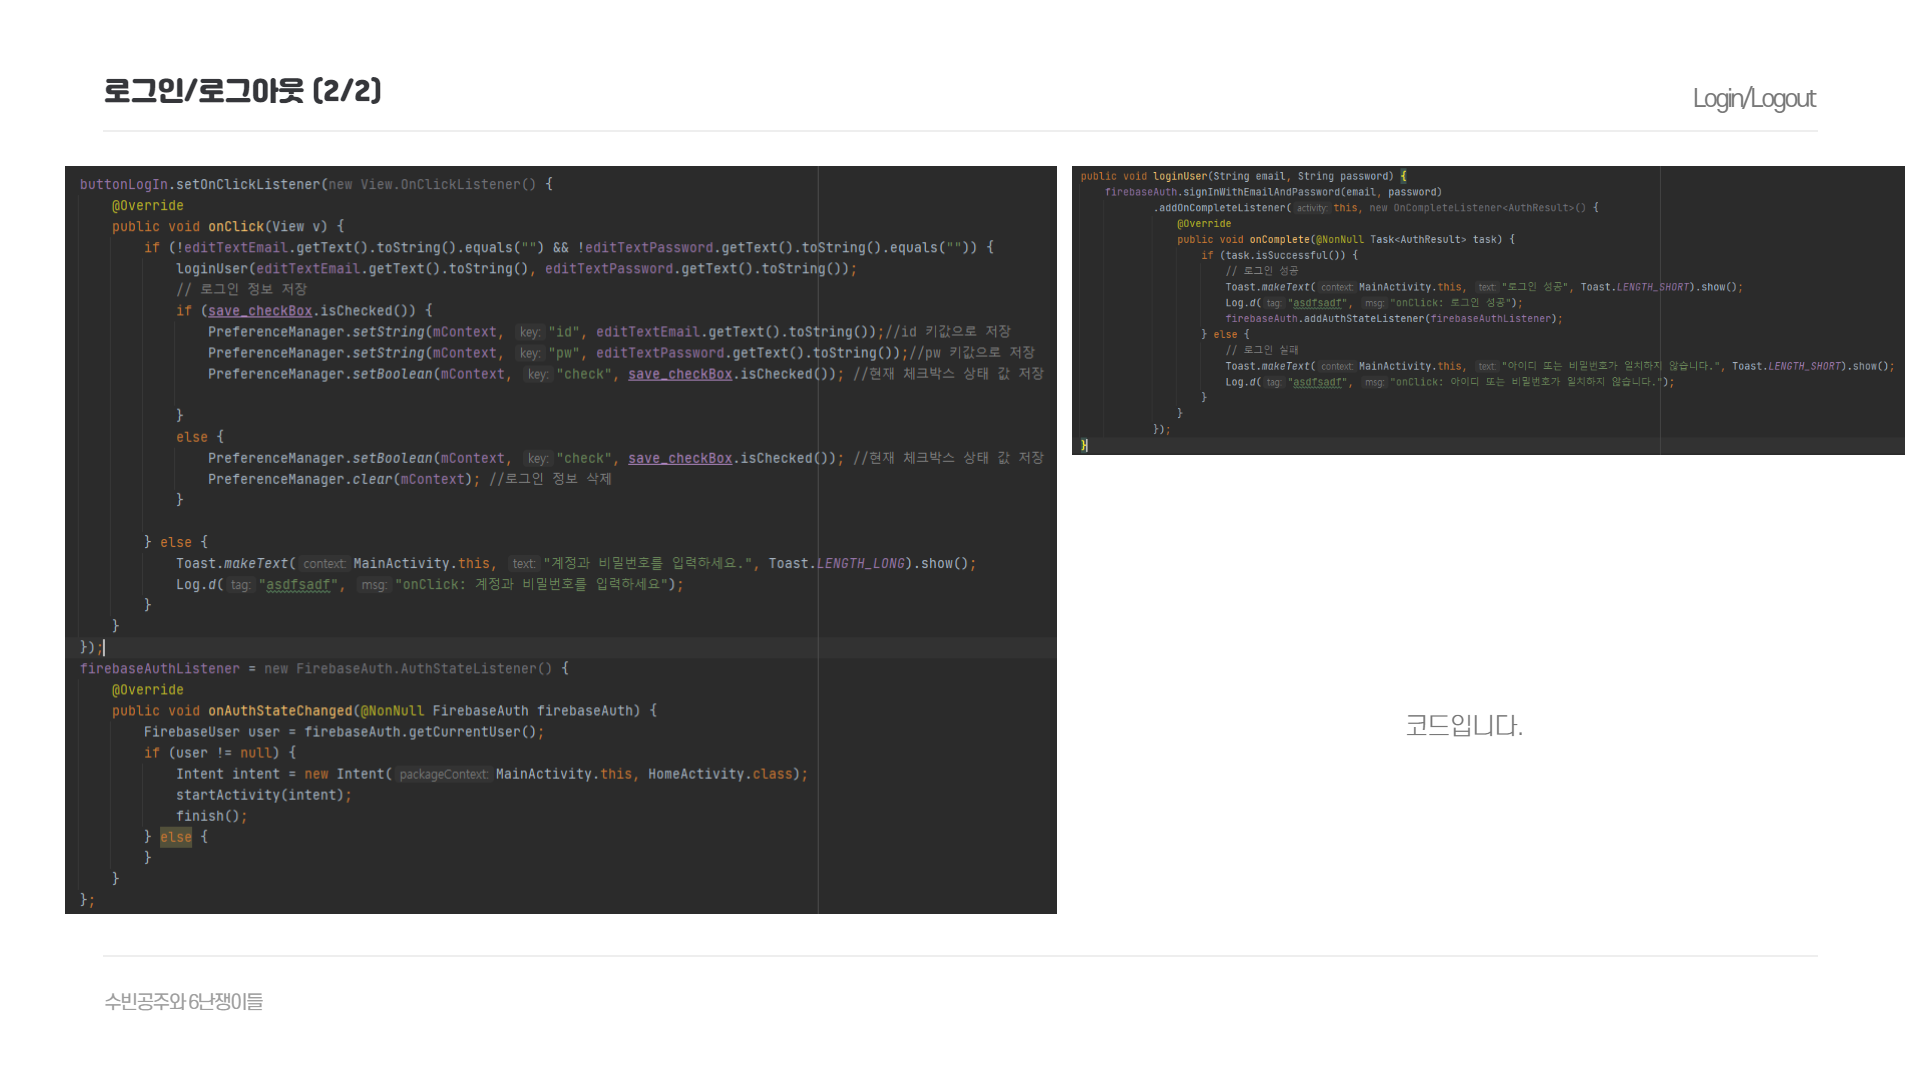 로그인/로그아웃 (2/2)
Login/Logout
buttonLogIn.setOnClickListener(new View.OnClickListener() {
@Override
public void onClick(View v) {
if (!editTextEmail.getText().toString().equals("") && !editTextPassword.getText().toString().equals("")) {
loginUser(editTextEmail.getText().toString(), editTextPassword.getText().toString());
// 로그인 정보 저장
if (save_checkBox.isChecked()) {
PreferenceManager.setString(mContext, key: "id", editTextEmail.getText().toString());//id 키값으로 저장
PreferenceManager.setString(mContext, key: "pw", editTextPassword.getText().toString());//pw 키값으로 저장
PreferenceManager.setBoolean(mContext, key: "check", save_checkBox.isChecked()); //현재 체크박스 상태 값 저장
}
else {
PreferenceManager.setBoolean(mContext, key: "check", save_checkBox.isChecked()); //현재 체크박스 상태 값 저장
PreferenceManager.clear(mContext); //로그인 정보 삭제
}
} else {
Toast.makeText( context: MainActivity.this, text: "계정과 비밀번호를 입력하세요.", Toast.LENGTH_LONG).show();
Log.d( tag: "asdfsadf", msg: "onClick: 계정과 비밀번호를 입력하세요");
}
}
});
firebaseAuthListener = new FirebaseAuth.AuthStateListener() {
@Override
public void onAuthStateChanged(@NonNull FirebaseAuth firebaseAuth) {
FirebaseUser user = firebaseAuth.getCurrentUser();
if (user != null) {
Intent intent = new Intent( packageContext: MainActivity.this, HomeActivity.class);
startActivity(intent);
finish();
} else {
}
}
};
public void loginUser(String email, String password) {
firebaseAuth.signInWithEmailAndPassword(email, password)
.addOnCompleteListener( activity: this, new OnCompleteListener<AuthResult>() {
@Override
public void onComplete(@NonNull Task<AuthResult> task) {
if (task.isSuccessful()) {
// 로그인 성공
Toast.makeText( context: MainActivity.this, text: "로그인 성공", Toast.LENGTH_SHORT).show();
Log.d( tag: "asdfsadf", msg: "onClick: 로그인 성공");
firebaseAuth.addAuthStateListener(firebaseAuthListener);
} else {
// 로그인 실패
Toast.makeText( context: MainActivity.this, text: "아이디 또는 비밀번호가 일치하지 않습니다.", Toast.LENGTH_SHORT).show();
Log.d( tag: "asdfsadf", msg: "onClick: 아이디 또는 비밀번호가 일치하지 않습니다.");
}
}
});
}
코드입니다.
수빈공주와 6난쟁이들